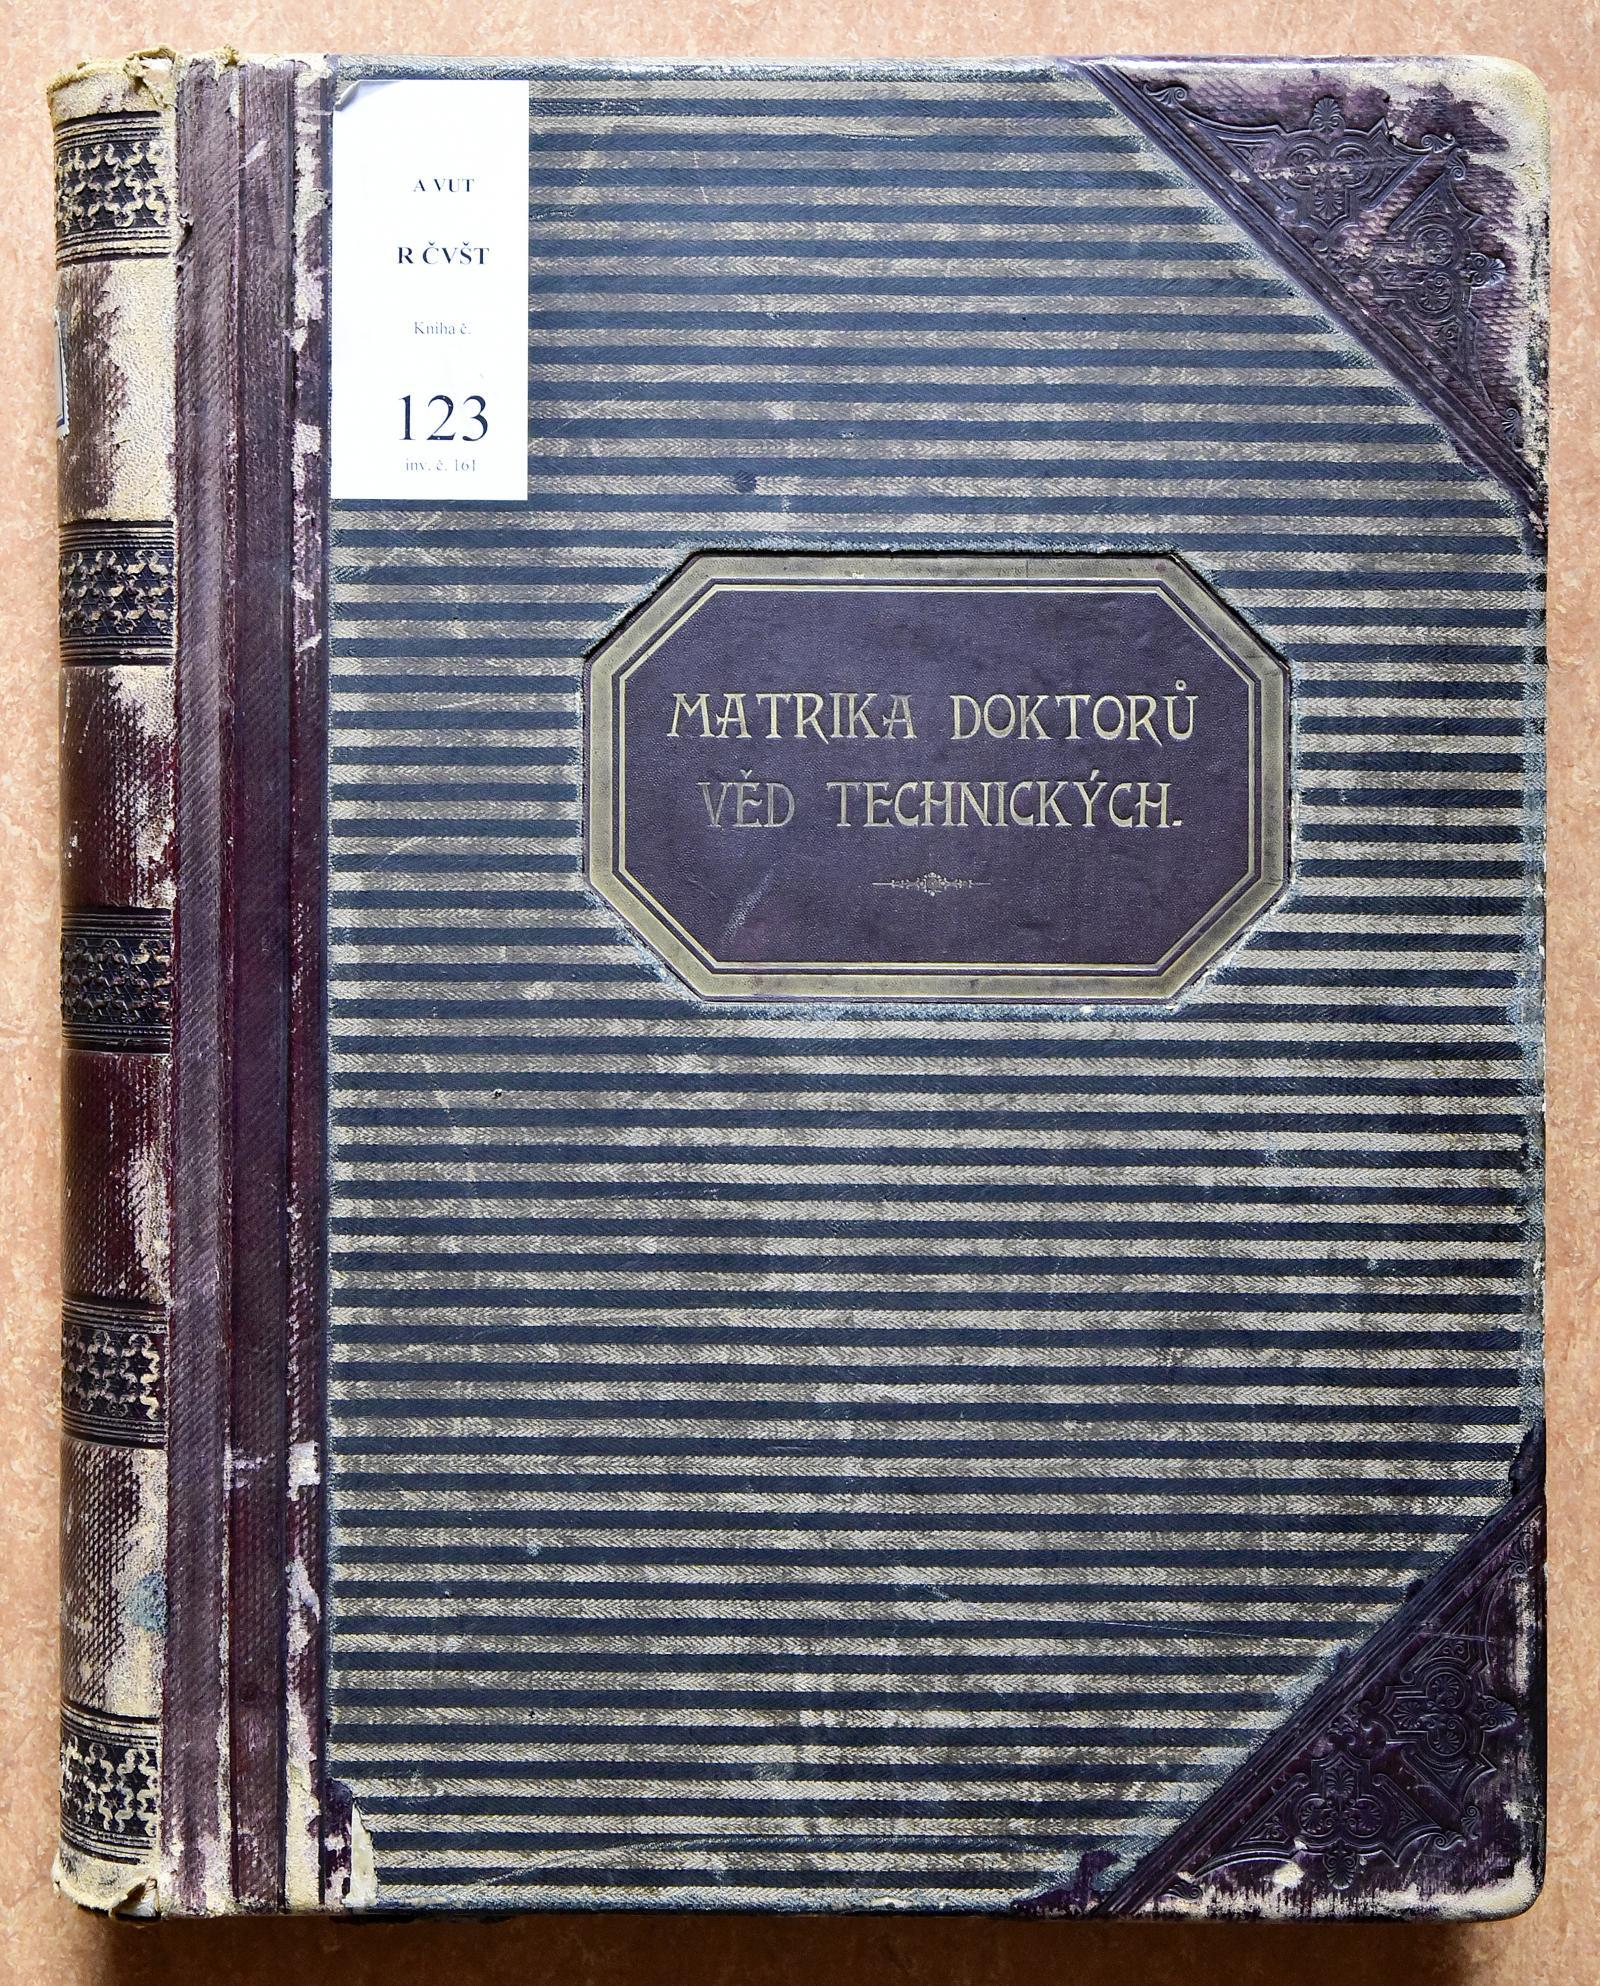 A VUT
R ČVŠT
Kniha č.
123
inv. č. 161
MATRIKA DOKTORŮ
VĚD TECHNICKÝCH.